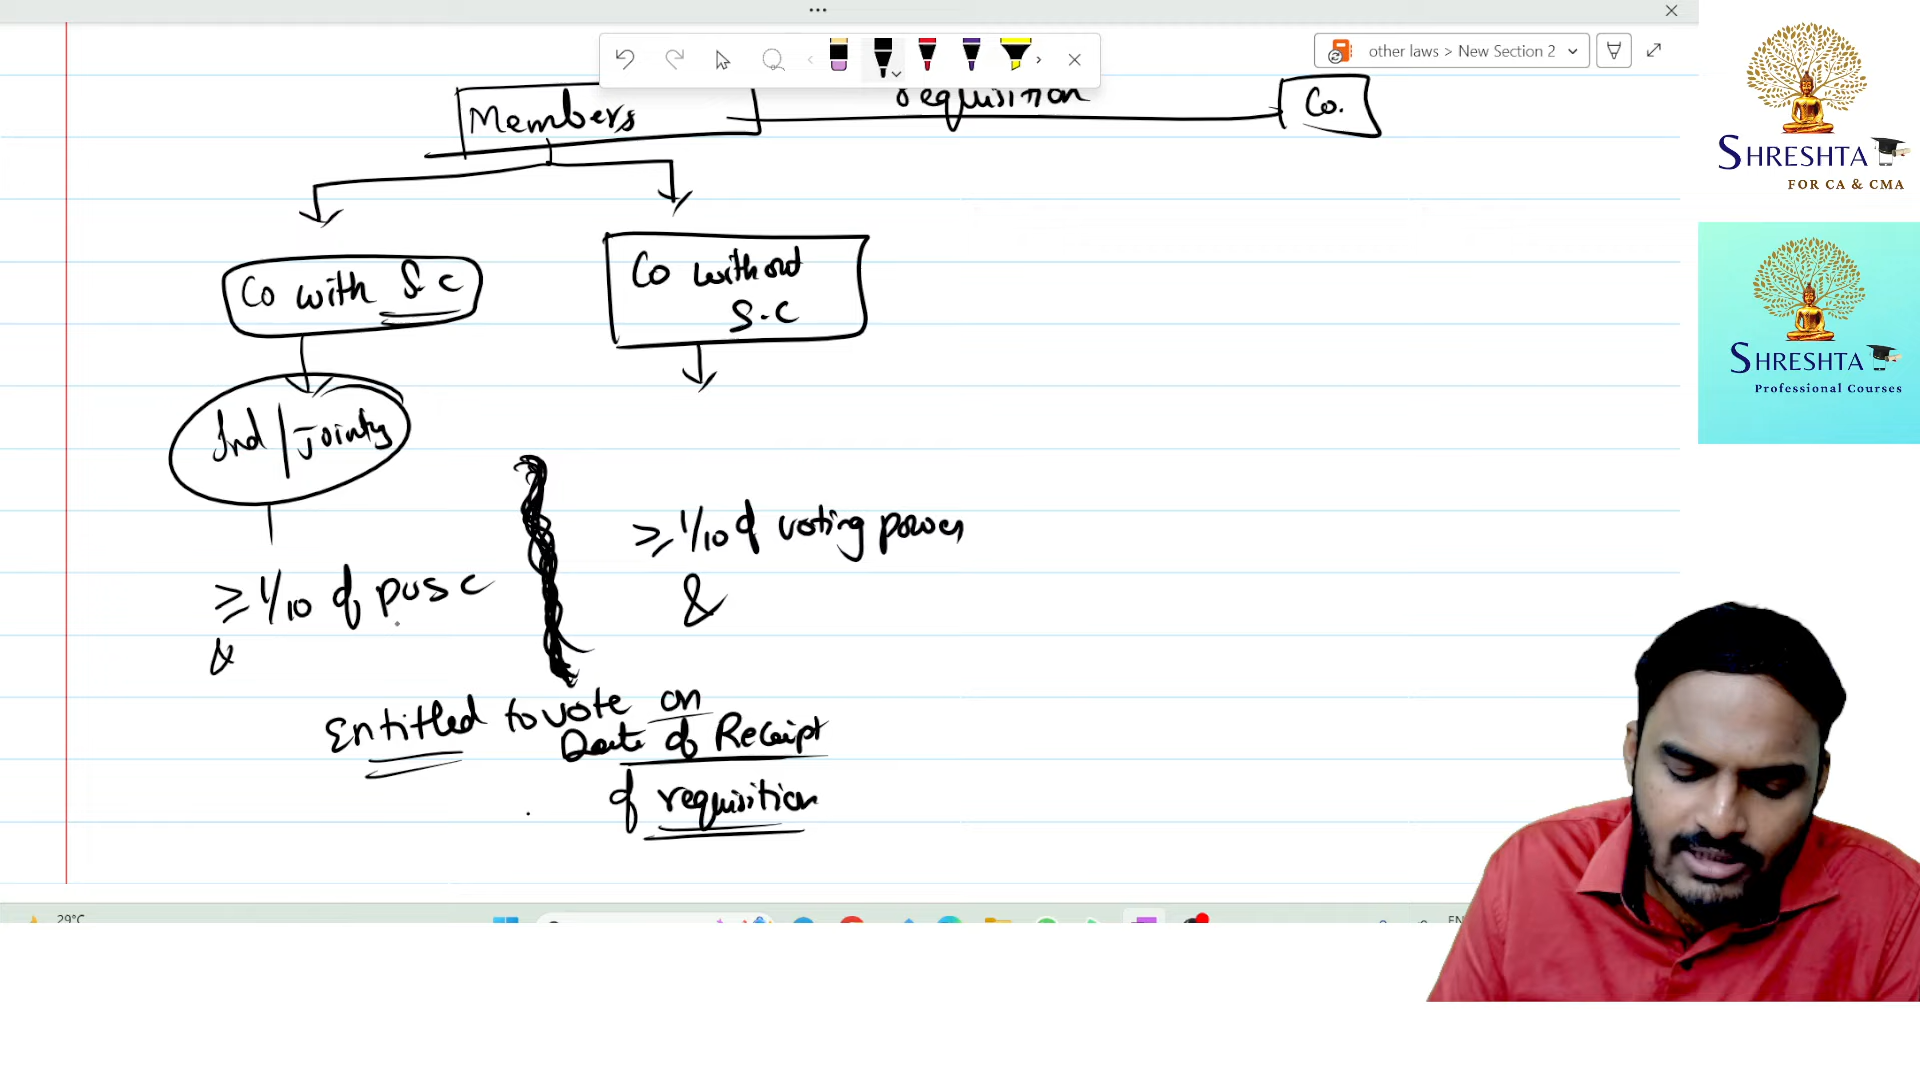 other laws > New Section 2
requisition
Members
Co.
Co with S.C
Co without
S.C
Ind/Jointly
≥ 1/10 of voting power
&
≥ 1/10 of PUSC
&
Entitled to vote on
Date of Receipt
of requisition
29°C
EN
SHRESHTA
FOR CA & CMA
SHRESHTA
Professional Courses